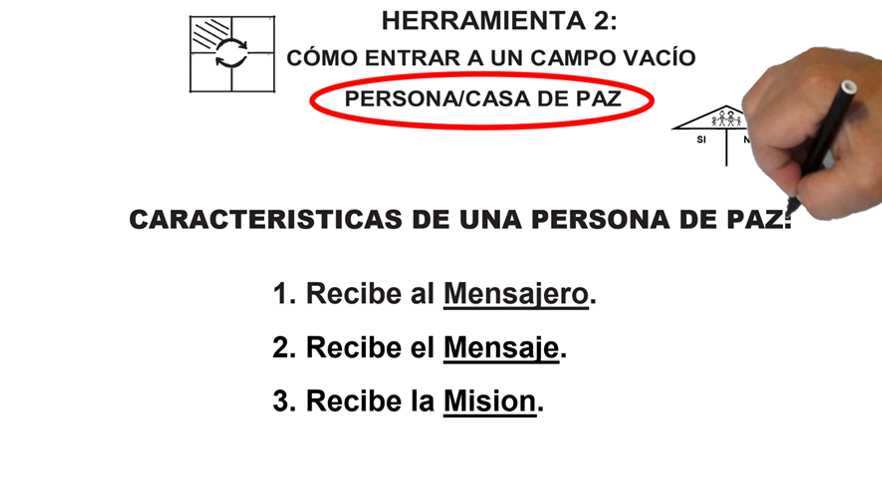 HERRAMIENTA 2:
CÓMO ENTRAR A UN CAMPO VACÍO
PERSONA/CASA DE PAZ
SI
CARACTERISTICAS DE UNA PERSONA DE PAZ:
1. Recibe al Mensajero.
2. Recibe el Mensaje.
3. Recibe la Mision.